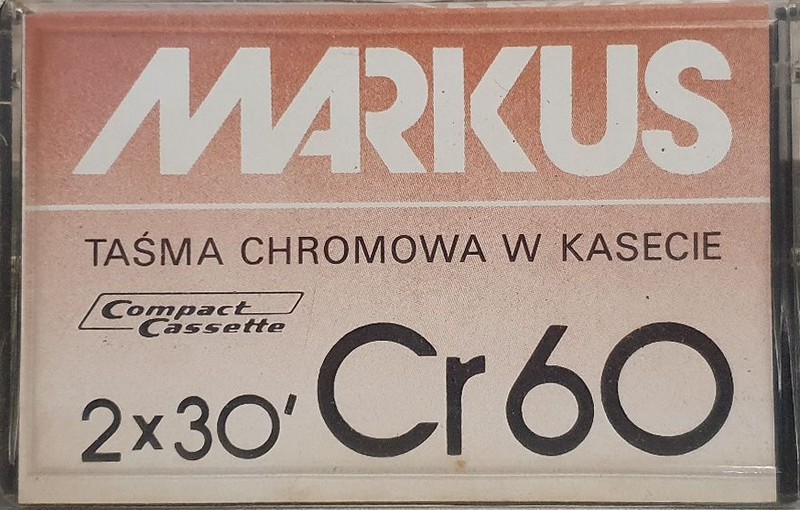 MARKUS
TAŚMA CHROMOWA W KASECIE
Compact
Cassette
2x30' Cr60